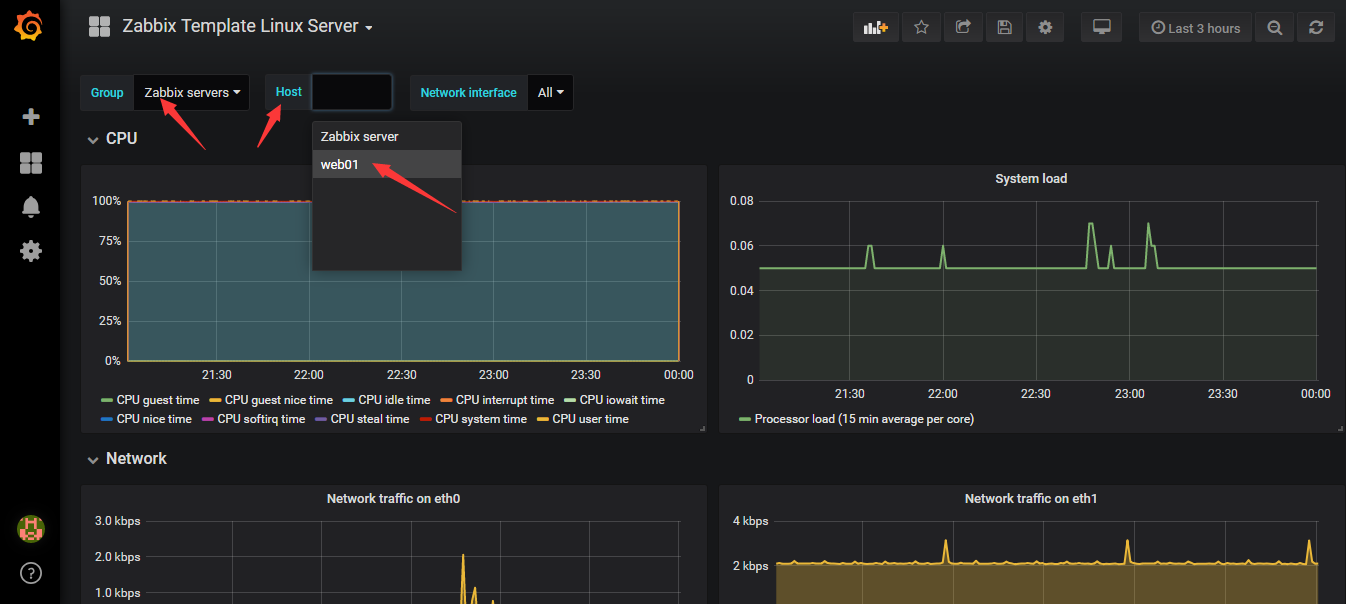 Zabbix Template Linux Server
Last 3 hours
Group Zabbix servers Host Network interface All
Zabbix server
web01
CPU
100%
75%
50%
25%
0%
21:30 22:00 22:30 23:00 23:30 00:00
CPU guest time CPU guest nice time CPU idle time CPU interrupt time CPU iowait time
CPU nice time CPU softirq time CPU steal time CPU system time CPU user time
System load
0.08
0.06
0.04
0.02
0
21:30 22:00 22:30 23:00 23:30 00:00
Processor load (15 min average per core)
Network
Network traffic on eth0
3.0 kbps
2.0 kbps
1.0 kbps
Network traffic on eth1
4 kbps
2 kbps